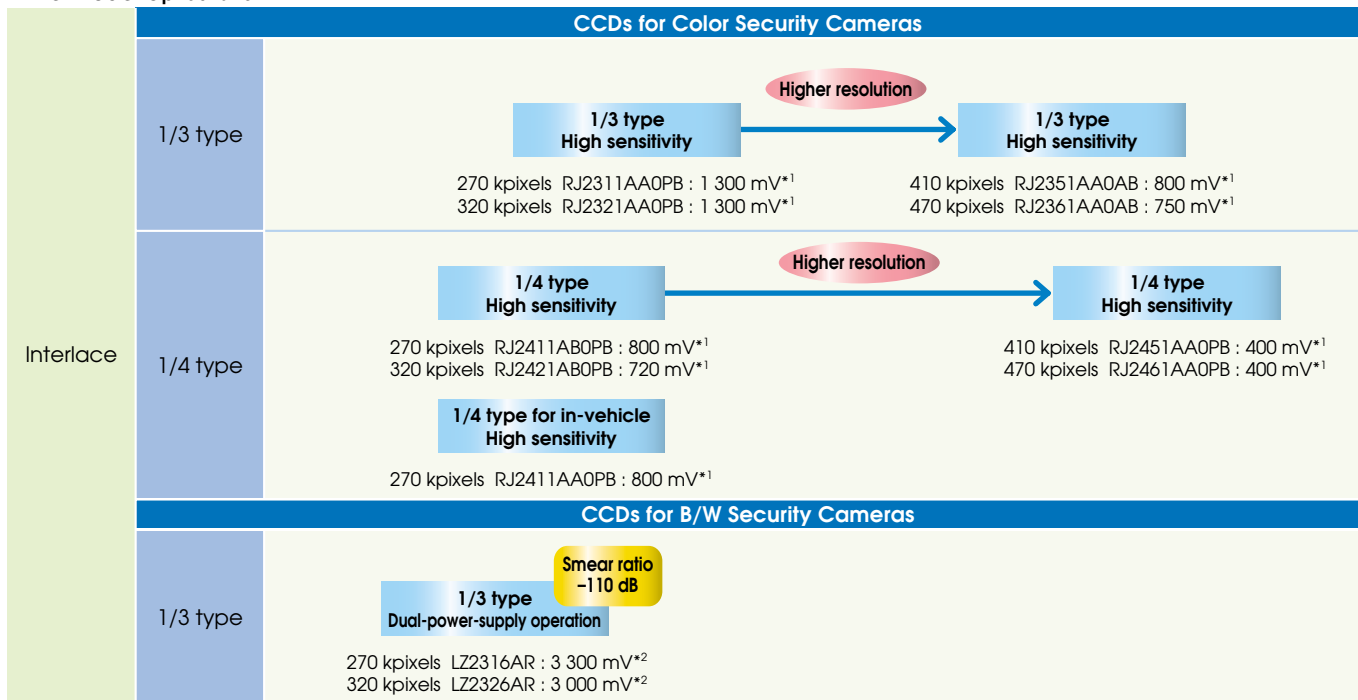 CCDs for Color Security Cameras
Interlace
1/3 type
Higher resolution
1/3 type
High sensitivity
1/3 type
High sensitivity
270 kpixels RJ2311AA0PB : 1 300 mV*1
320 kpixels RJ2321AA0PB : 1 300 mV*1
410 kpixels RJ2351AA0AB : 800 mV*1
470 kpixels RJ2361AA0AB : 750 mV*1
1/4 type
Higher resolution
1/4 type
High sensitivity
1/4 type
High sensitivity
270 kpixels RJ2411AB0PB : 800 mV*1
320 kpixels RJ2421AB0PB : 720 mV*1
410 kpixels RJ2451AA0PB : 400 mV*1
470 kpixels RJ2461AA0PB : 400 mV*1
1/4 type for in-vehicle
High sensitivity
270 kpixels RJ2411AA0PB : 800 mV*1
CCDs for B/W Security Cameras
1/3 type
Smear ratio
–110 dB
1/3 type
Dual-power-supply operation
270 kpixels LZ2316AR : 3 300 mV*2
320 kpixels LZ2326AR : 3 000 mV*2